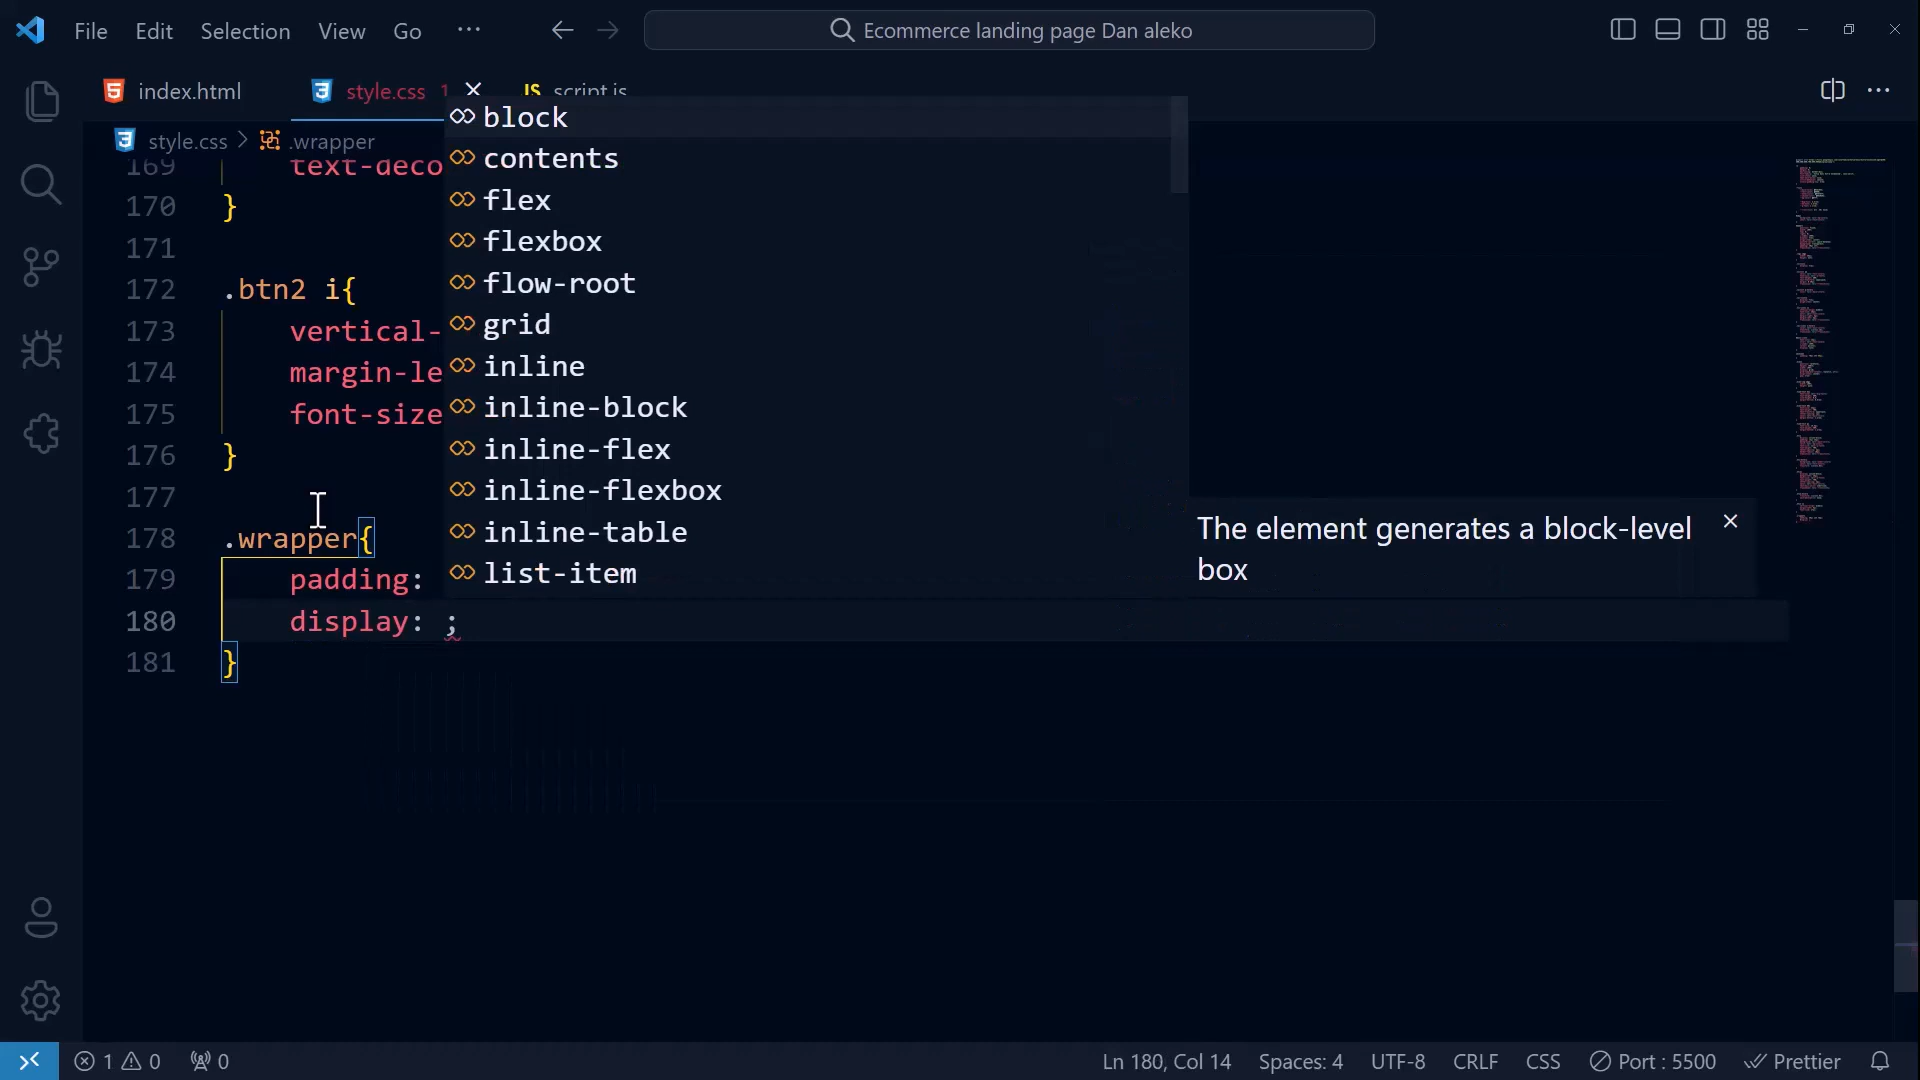 File Edit Selection View Go ··· Ecommerce landing page Dan aleko
index.html style.css 1 script.js
style.css > .wrapper
169 text-deco
170 }
171
172 .btn2 i{
173 vertical-
174 margin-le
175 font-size
176 }
177
178 .wrapper{
179 padding:
180 display: ;
181 }
block
contents
flex
flexbox
flow-root
grid
inline
inline-block
inline-flex
inline-flexbox
inline-table
list-item
The element generates a block-level
box
1 0 0 Ln 180, Col 14 Spaces: 4 UTF-8 CRLF CSS Port : 5500 Prettier